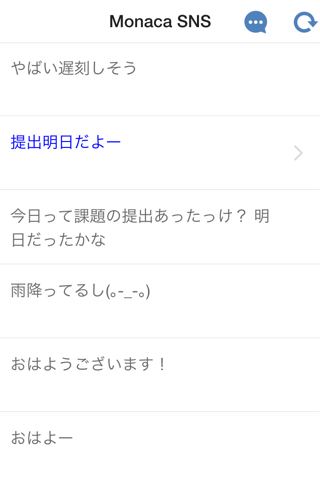 Monaca SNS
やばい遅刻しそう
提出明日だよー
今日って課題の提出あったっけ？ 明
日だったかな
雨降ってるし(｡-_-｡)
おはようございます！
おはよー